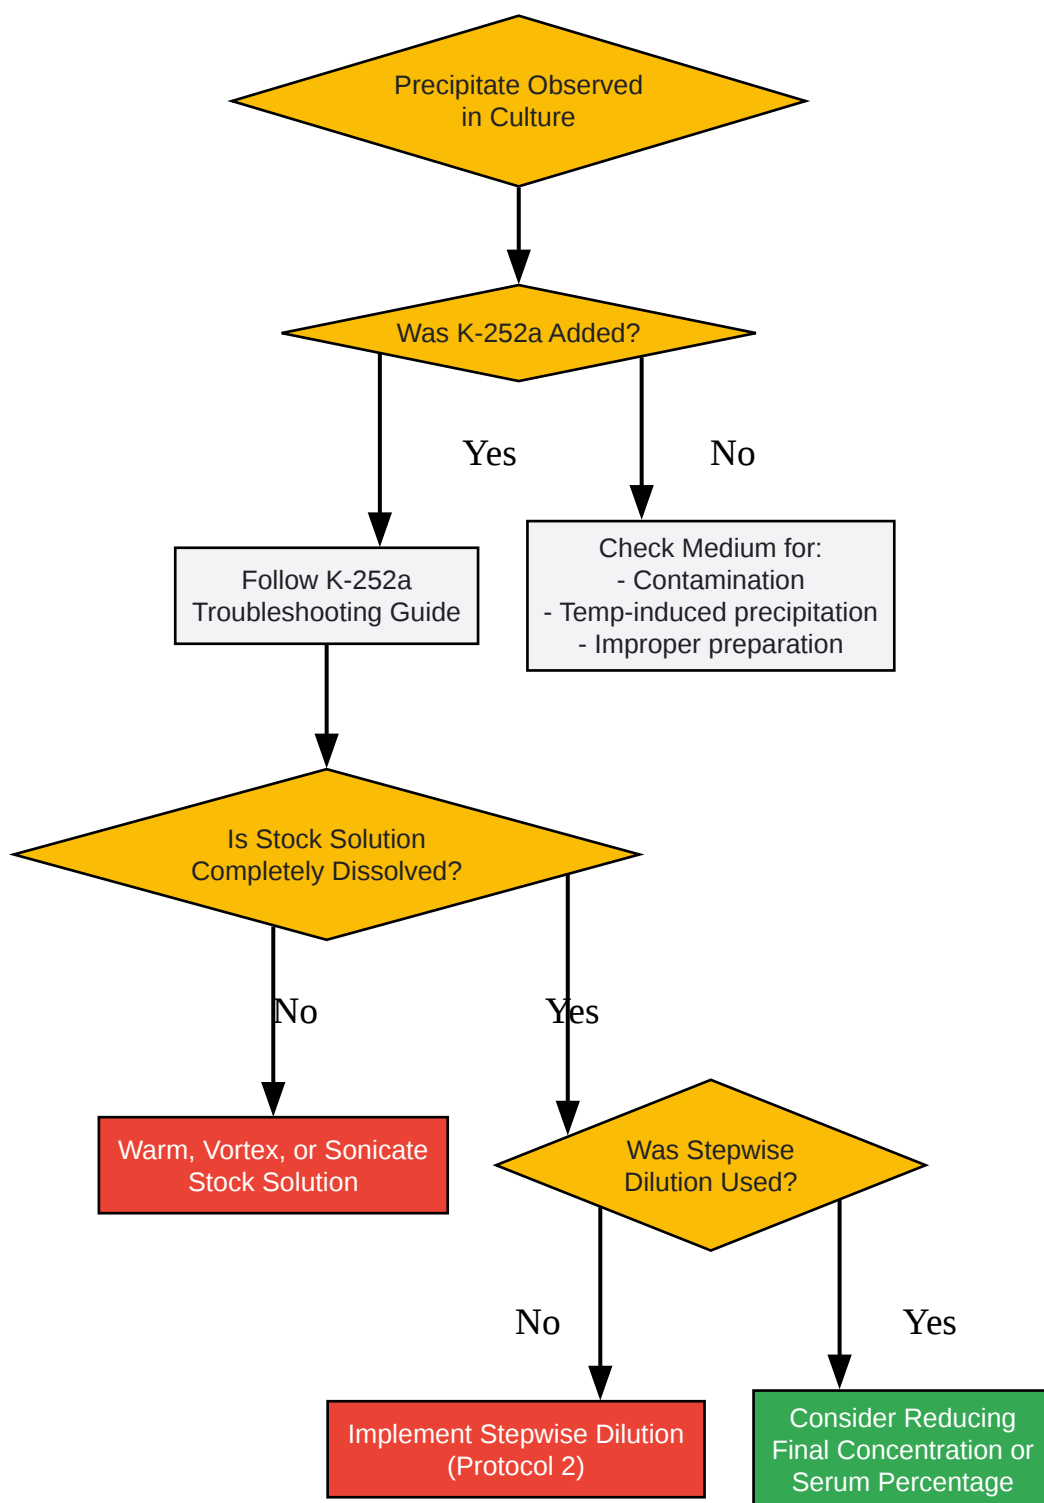 Precipitate Observed
in Culture
Was K-252a Added?
Yes
No
Follow K-252a
Troubleshooting Guide
Check Medium for:
- Contamination
- Temp-induced precipitation
- Improper preparation
Is Stock Solution
Completely Dissolved?
No
Yes
Warm, Vortex, or Sonicate
Stock Solution
Was Stepwise
Dilution Used?
No
Yes
Implement Stepwise Dilution
(Protocol 2)
Consider Reducing
Final Concentration or
Serum Percentage